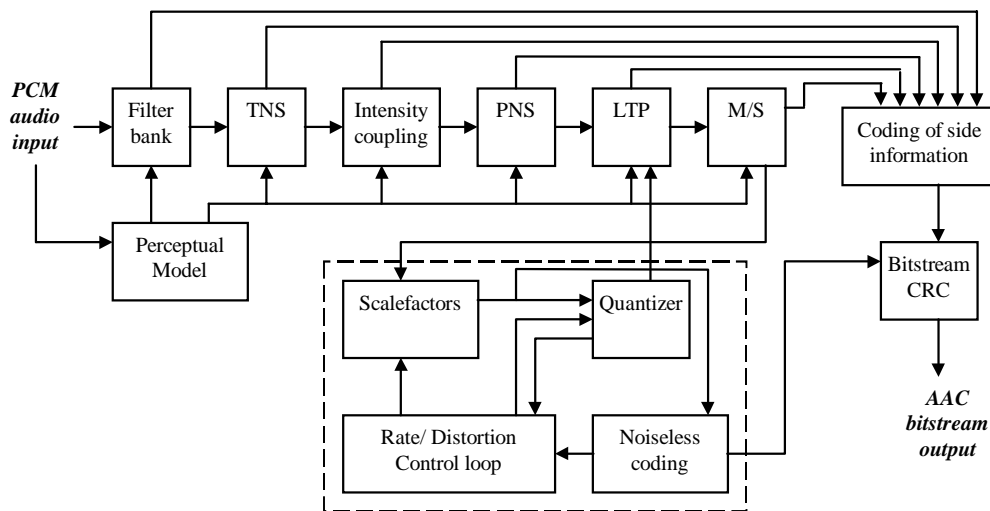 PCM
audio
input
Filter
bank
TNS
Intensity
coupling
PNS
LTP
M/S
Coding of side
information
Perceptual
Model
Scalefactors
Quantizer
Bitstream
CRC
Rate/ Distortion
Control loop
Noiseless
coding
AAC
bitstream
output